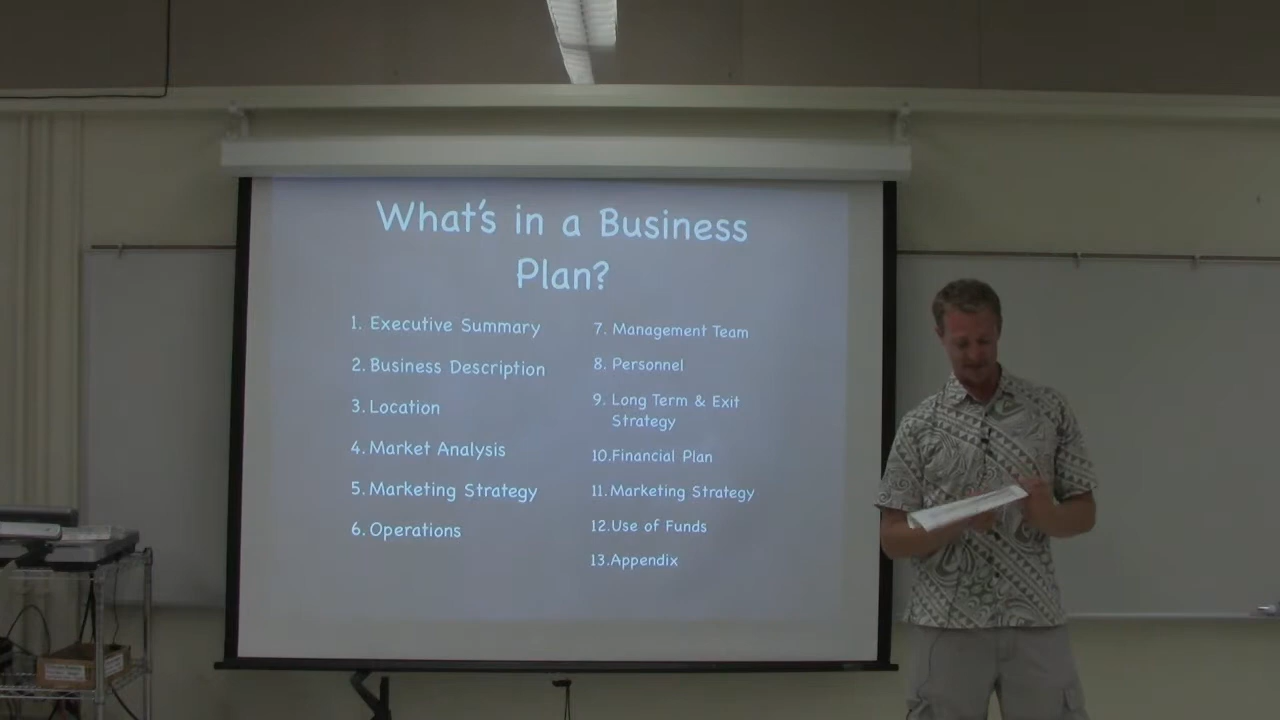 What's in a Business
Plan?
1. Executive Summary
2. Business Description
3. Location
4. Market Analysis
5. Marketing Strategy
6. Operations
7. Management Team
8. Personnel
9. Long Term & Exit
Strategy
10. Financial Plan
11. Marketing Strategy
12. Use of Funds
13. Appendix